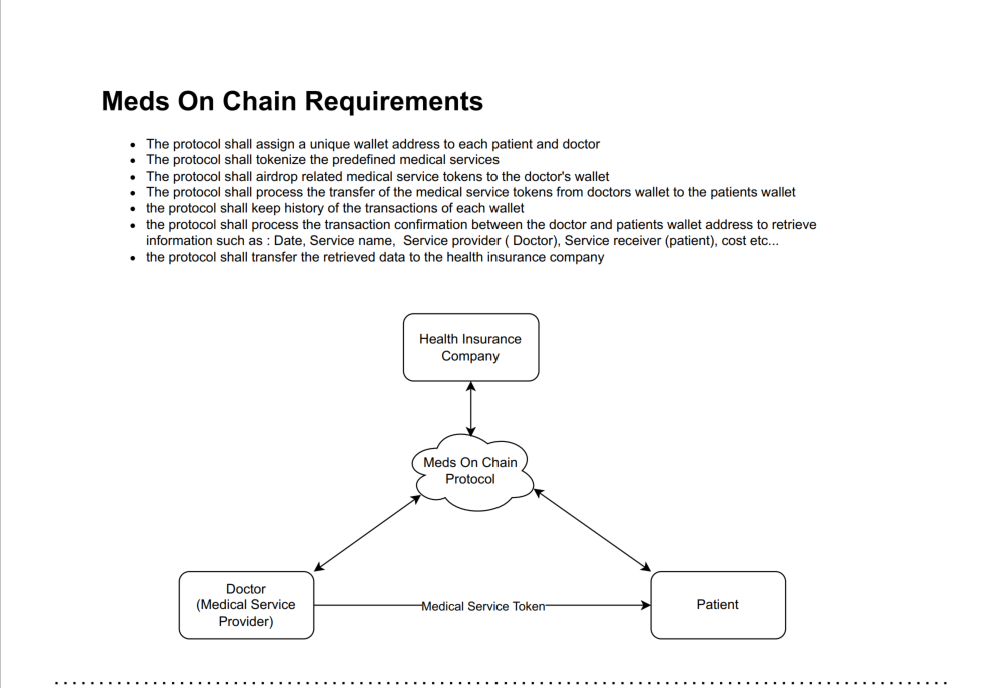 Meds On Chain Requirements
The protocol shall assign a unique wallet address to each patient and doctor
The protocol shall tokenize the predefined medical services
The protocol shall airdrop related medical service tokens to the doctor's wallet
The protocol shall process the transfer of the medical service tokens from doctors wallet to the patients wallet
the protocol shall keep history of the transactions of each wallet
the protocol shall process the transaction confirmation between the doctor and patients wallet address to retrieve
information such as : Date, Service name, Service provider ( Doctor), Service receiver (patient), cost etc...
the protocol shall transfer the retrieved data to the health insurance company
Health Insurance
Company
Meds On Chain
Protocol
Doctor
(Medical Service
Provider)
Medical Service Token
Patient